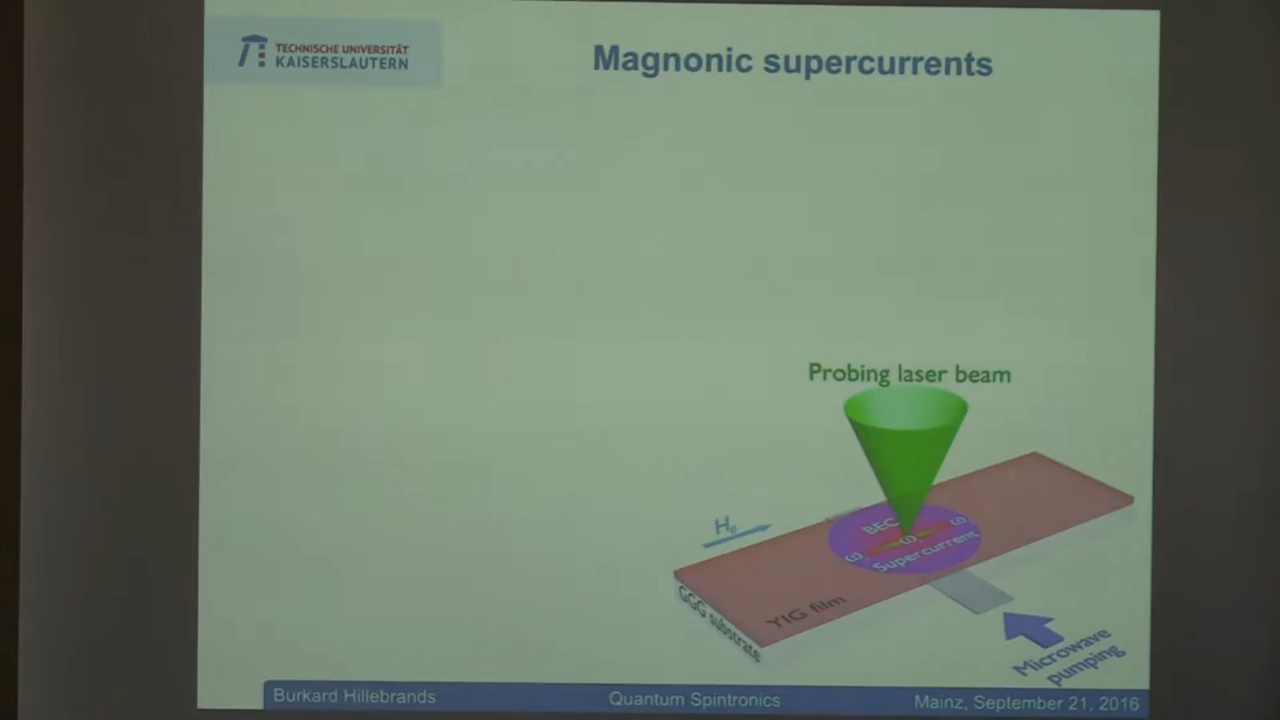 TECHNISCHE UNIVERSITÄT
KAISERSLAUTERN
Magnonic supercurrents
Probing laser beam
H₀
BEC
ω ω ω
Supercurrent
YIG film
GGG substrate
Microwave
pumping
Burkard Hillebrands
Quantum Spintronics
Mainz, September 21, 2016